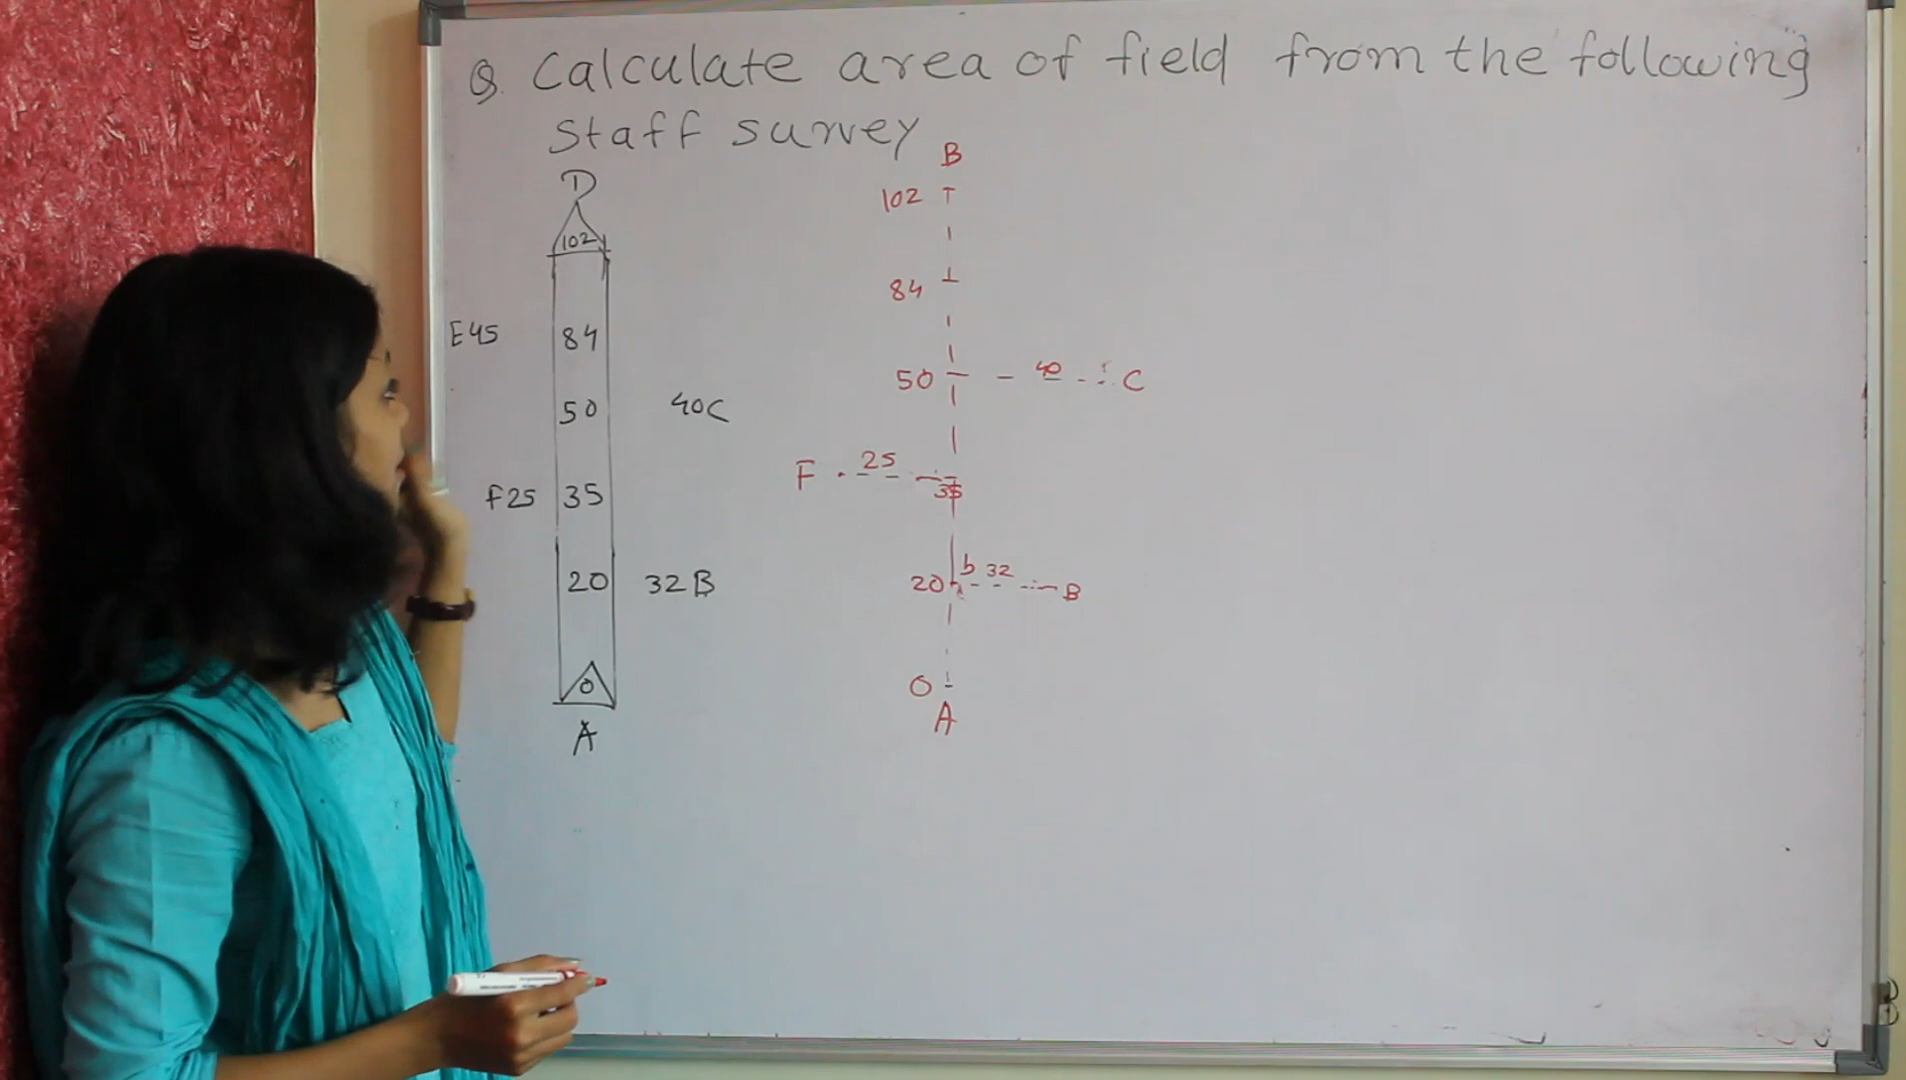 Q. Calculate area of field from the following
Staff survey
D
102
E45 84
50 40C
F25 35
20 32B
0
A
B
102
84
50 40 C
F 25 35
20 b 32 B
0
A